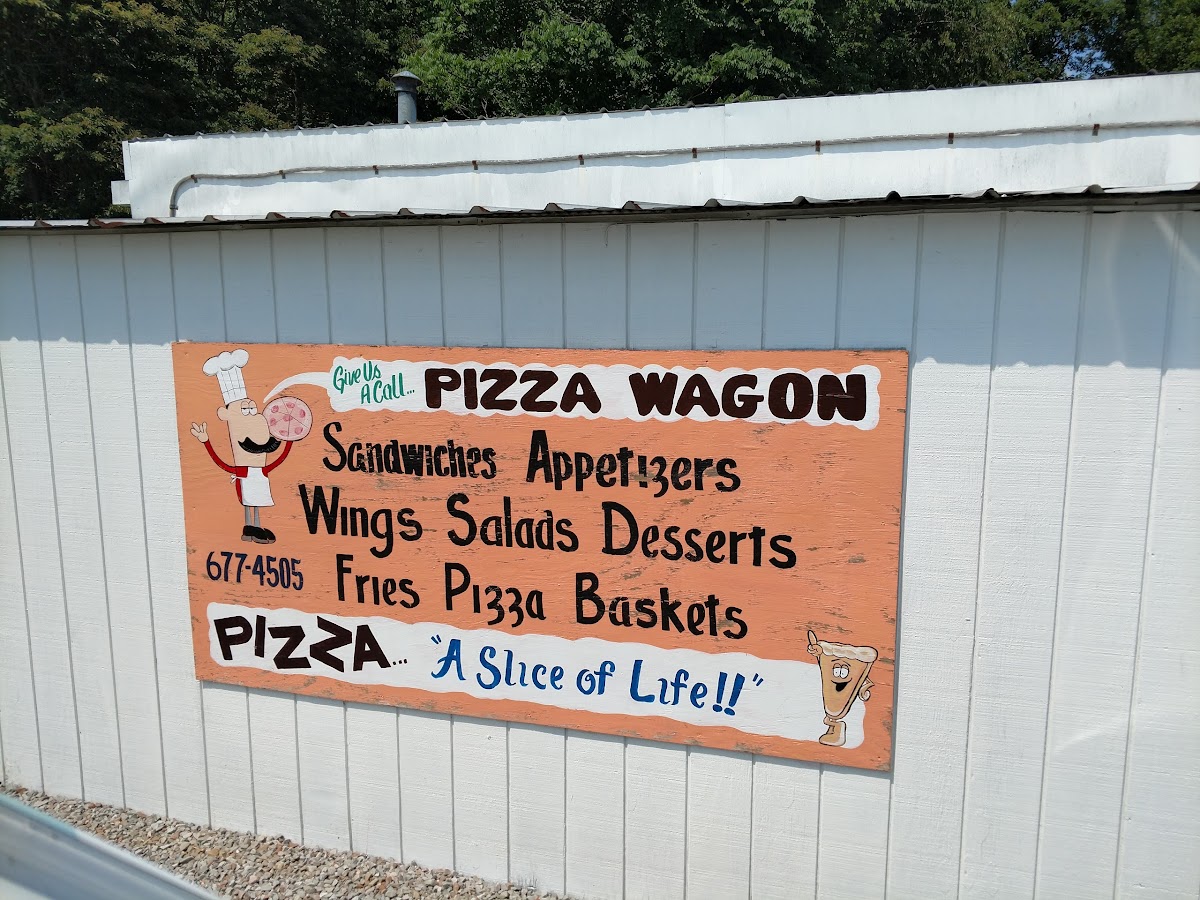 Give Us
A Call...
PIZZA WAGON
Sandwiches Appetizers
Wings Salads Desserts
677-4505
Fries Pizza Baskets
PIZZA... "A Slice of Life!!"